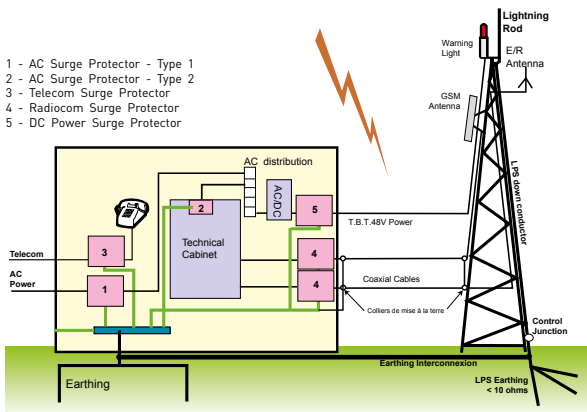 Lightning
Rod
Warning
Light
E/R
Antenna
GSM
Antenna
1 - AC Surge Protector - Type 1
2 - AC Surge Protector - Type 2
3 - Telecom Surge Protector
4 - Radiocom Surge Protector
5 - DC Power Surge Protector
AC distribution
AC/DC
2
5
T.B.T.48V Power
LPS down conductor
Technical
Cabinet
Telecom
3
4
AC
Power
1
4
Coaxial Cables
Colliers de mise à la terre
Control
Junction
Earthing Interconnexion
Earthing
LPS Earthing
< 10 ohms